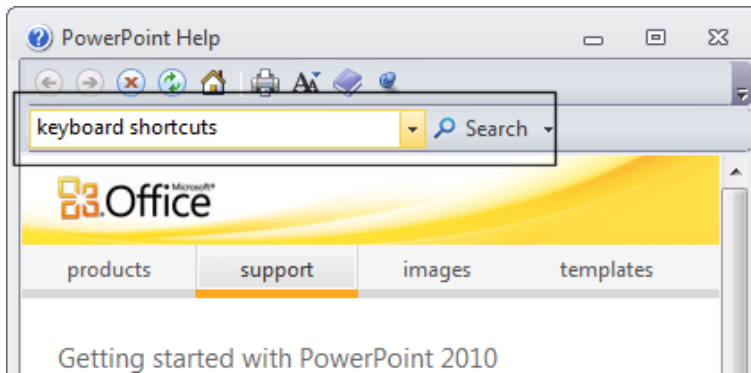 PowerPoint Help
keyboard shortcuts Search
Microsoft®
Office
products support images templates
Getting started with PowerPoint 2010